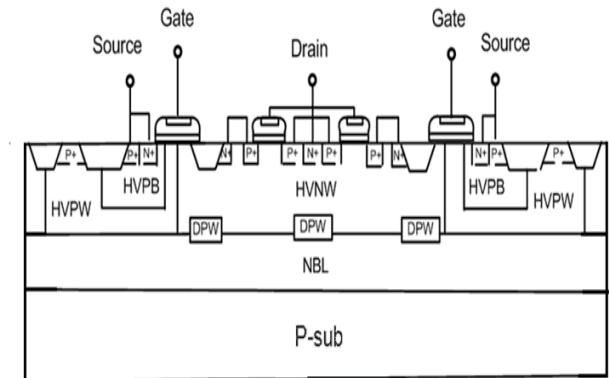 Gate Gate
Source Drain Source
P+ P+ N+ N+ P+ P+ N+ P+ P+ N+ N+ P+ P+
HVPB HVNW HVPB
HVPW HVPW
DPW DPW DPW
NBL
P-sub